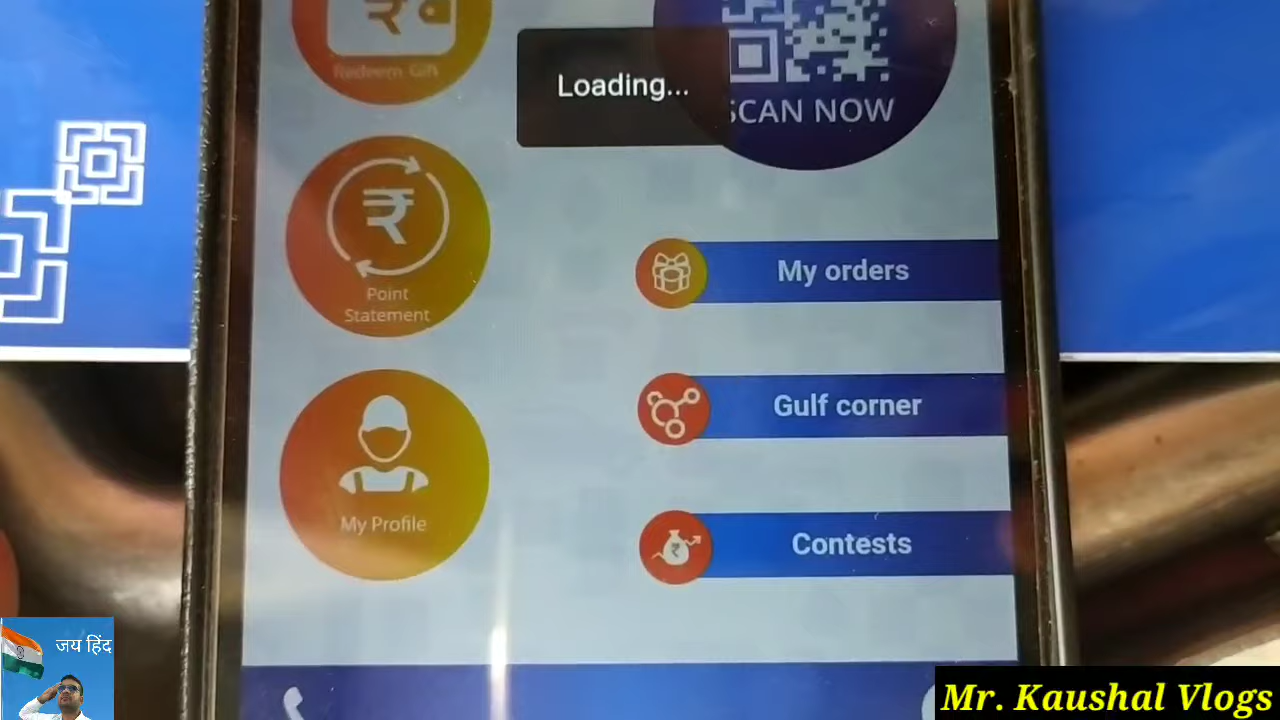 Redeem Gift
Loading...
SCAN NOW
Point
Statement
My orders
Gulf corner
My Profile
Contests
जय हिंद
Mr. Kaushal Vlogs